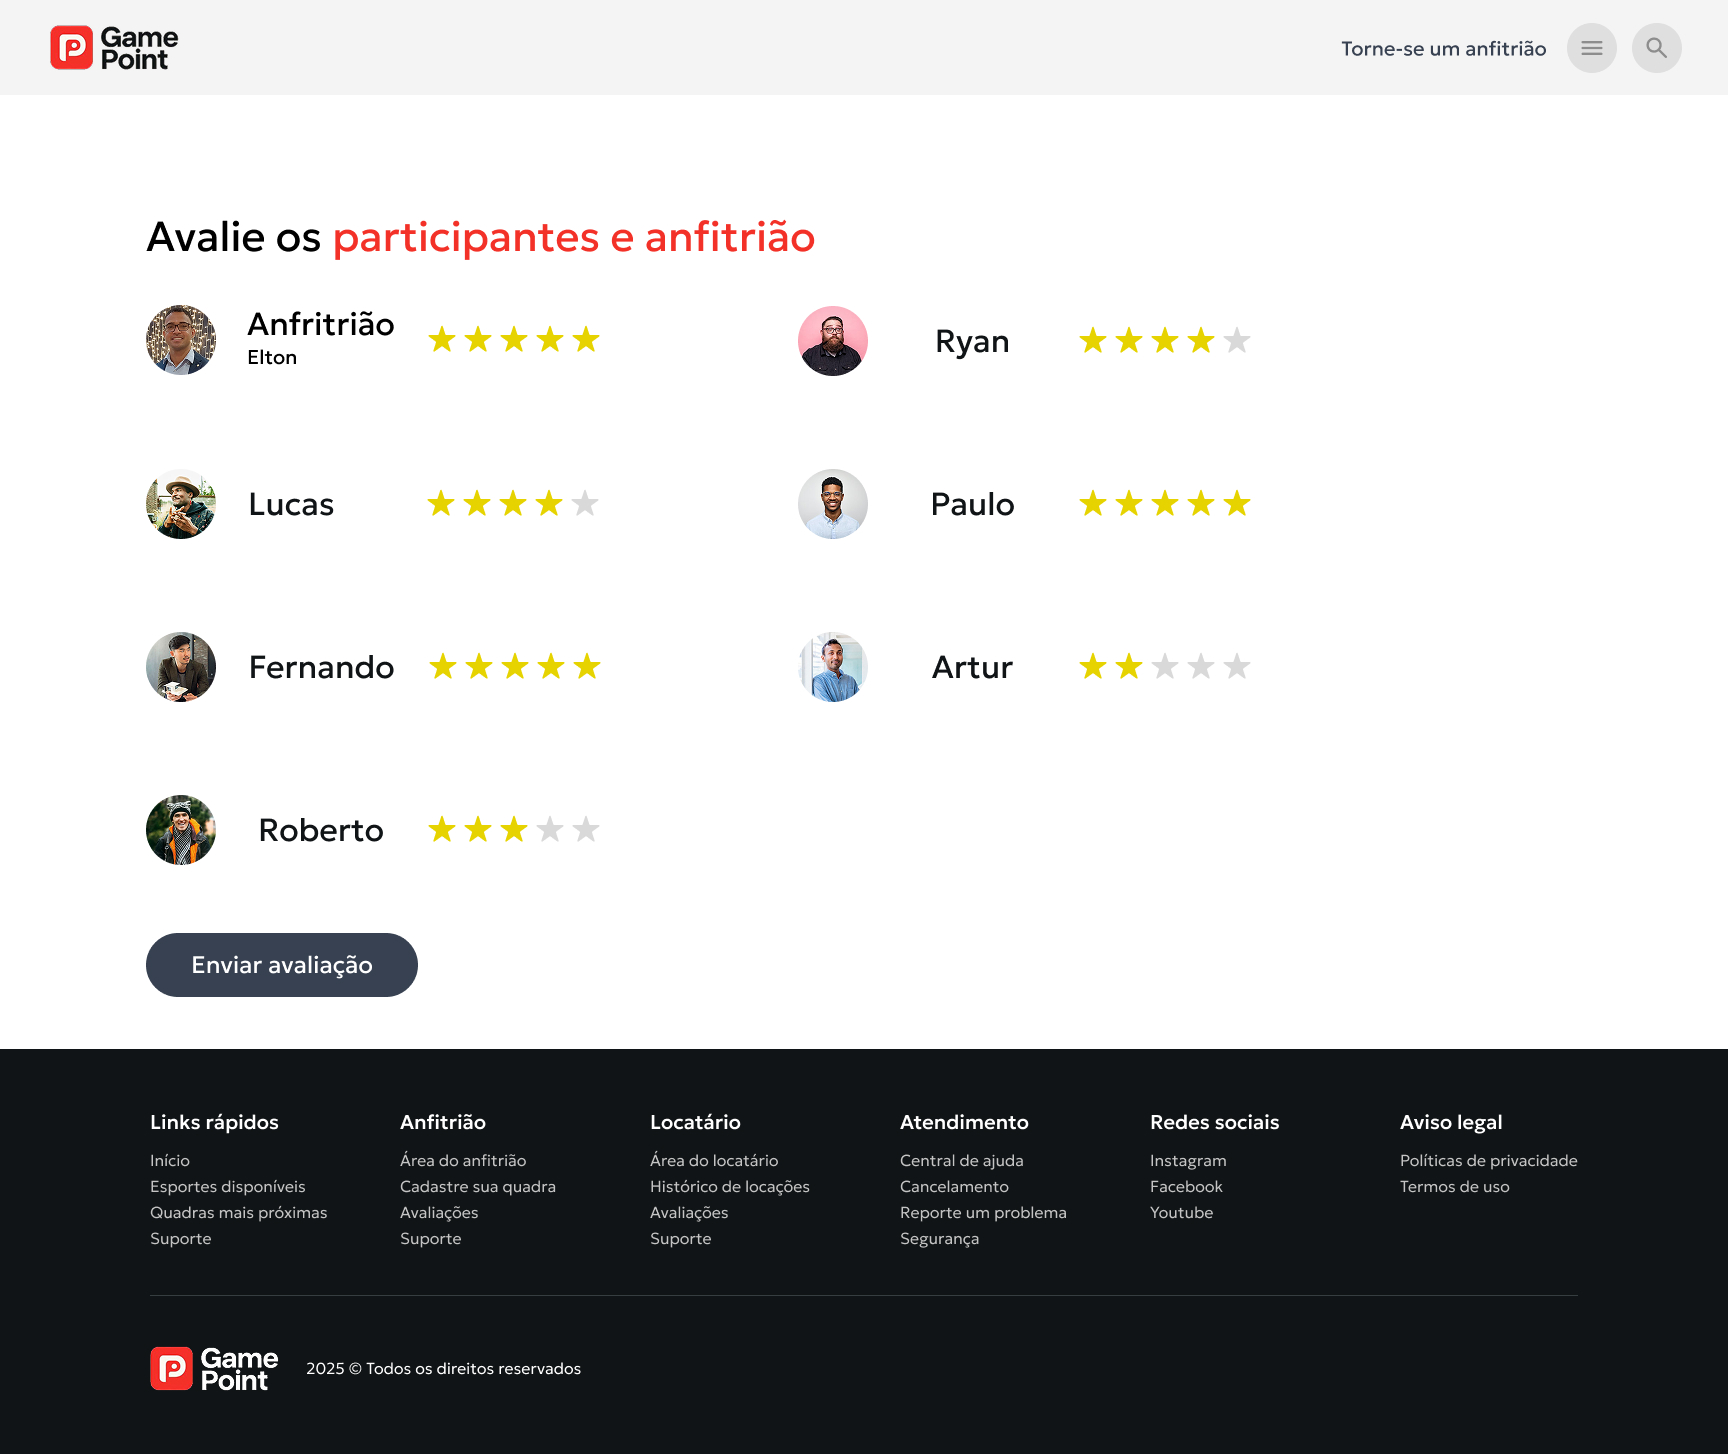 Game
Point
Torne-se um anfitrião
Avalie os participantes e anfitrião
Anfritrião
Elton
Ryan
Lucas
Paulo
Fernando
Artur
Roberto
Enviar avaliação
Links rápidos
Início
Esportes disponíveis
Quadras mais próximas
Suporte
Anfitrião
Área do anfitrião
Cadastre sua quadra
Avaliações
Suporte
Locatário
Área do locatário
Histórico de locações
Avaliações
Suporte
Atendimento
Central de ajuda
Cancelamento
Reporte um problema
Segurança
Redes sociais
Instagram
Facebook
Youtube
Aviso legal
Políticas de privacidade
Termos de uso
Game
Point
2025 © Todos os direitos reservados